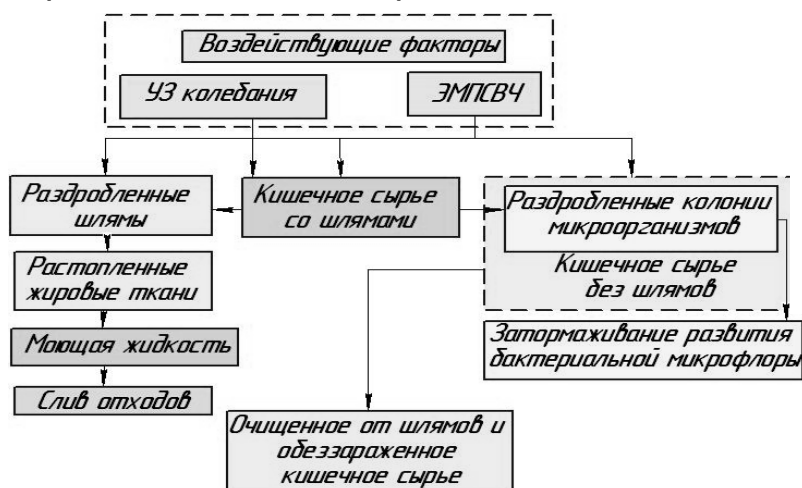 Воздействующие факторы
УЗ колебания
ЭМПСВЧ
Раздробленные
шлямы
Кишечное сырье
со шлямами
Раздробленные колонии
микроорганизмов
Кишечное сырье
без шлямов
Растопленные
жировые ткани
Моющая жидкость
Слив отходов
Затормаживание развития
бактериальной микрофлоры
Очищенное от шлямов и
обеззараженное
кишечное сырье